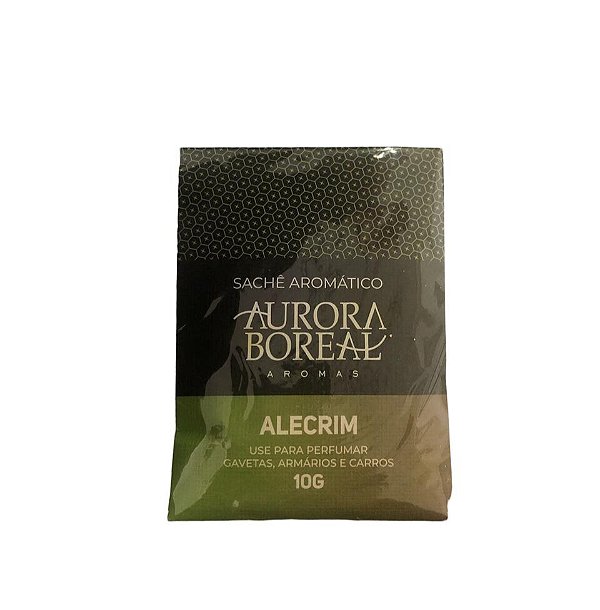 SACHÊ AROMÁTICO
AURORA
BOREAL
AROMAS
ALECRIM
USE PARA PERFUMAR
GAVETAS, ARMÁRIOS E CARROS
10G